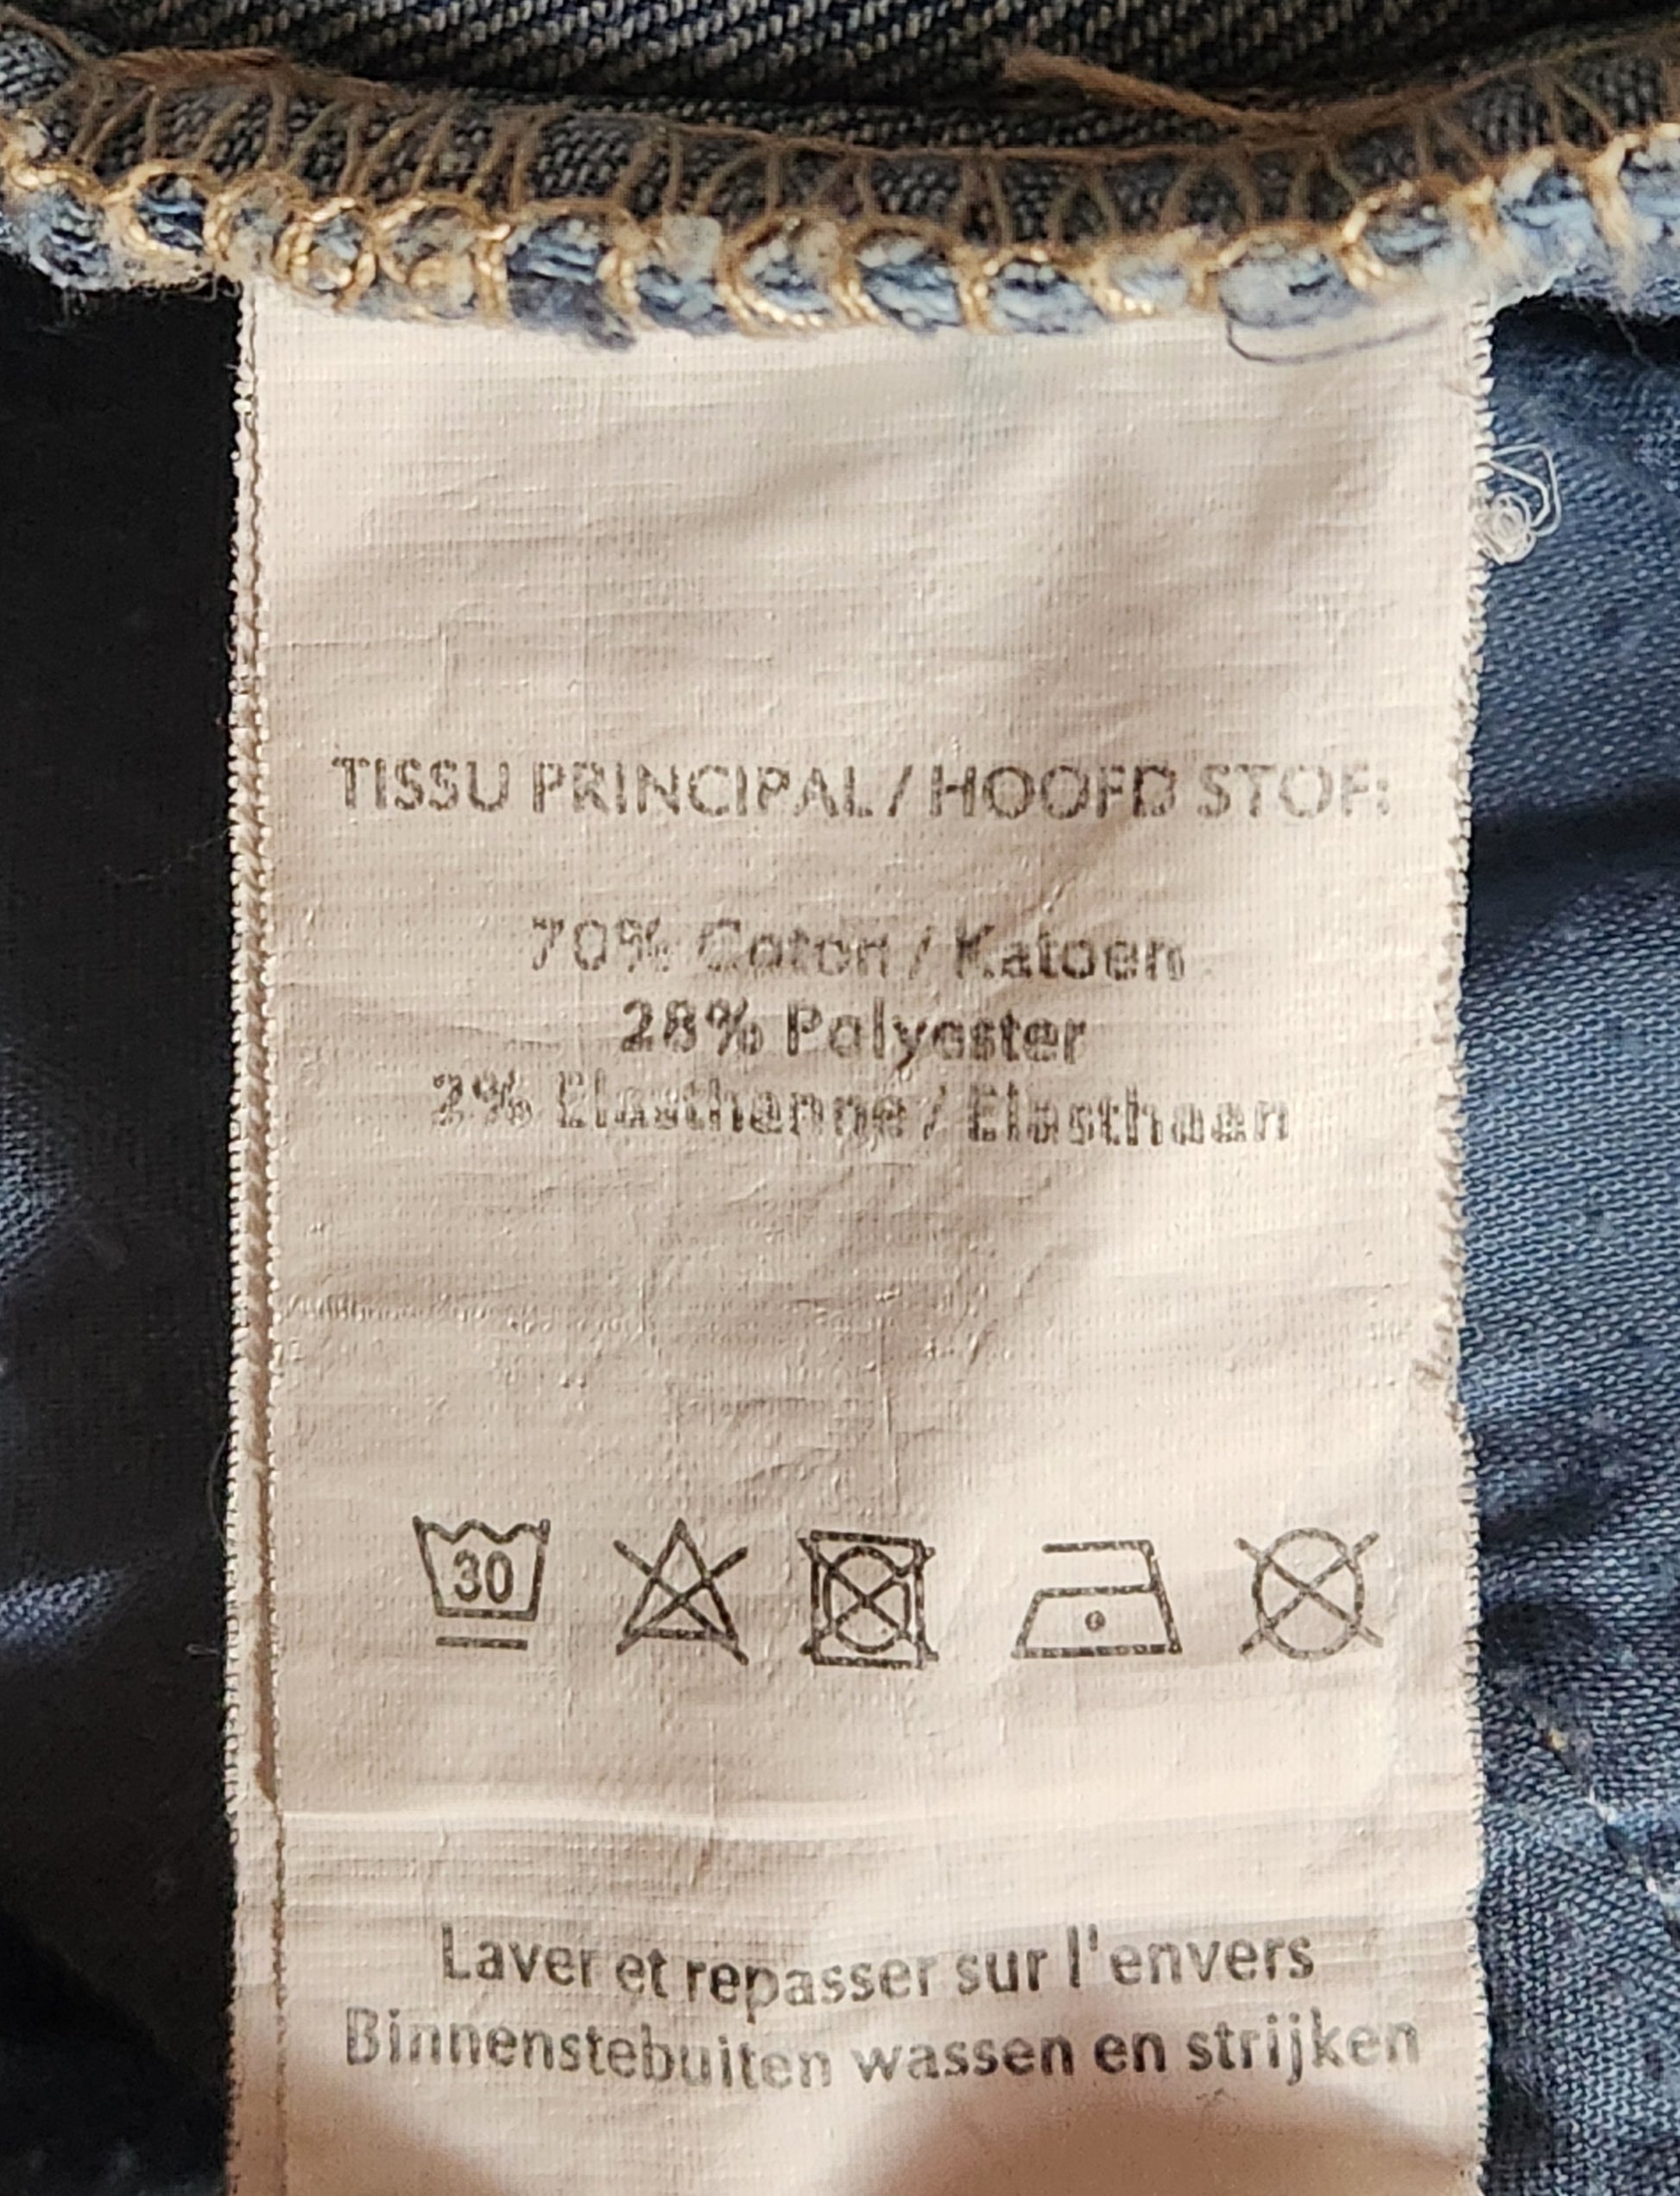 TISSU PRINCIPAL / HOOFD STOF:
70% Coton / Katoen
28% Polyester
2% Elasthanne / Elasthaan
30
Laver et repasser sur l'envers
Binnenstebuiten wassen en strijken